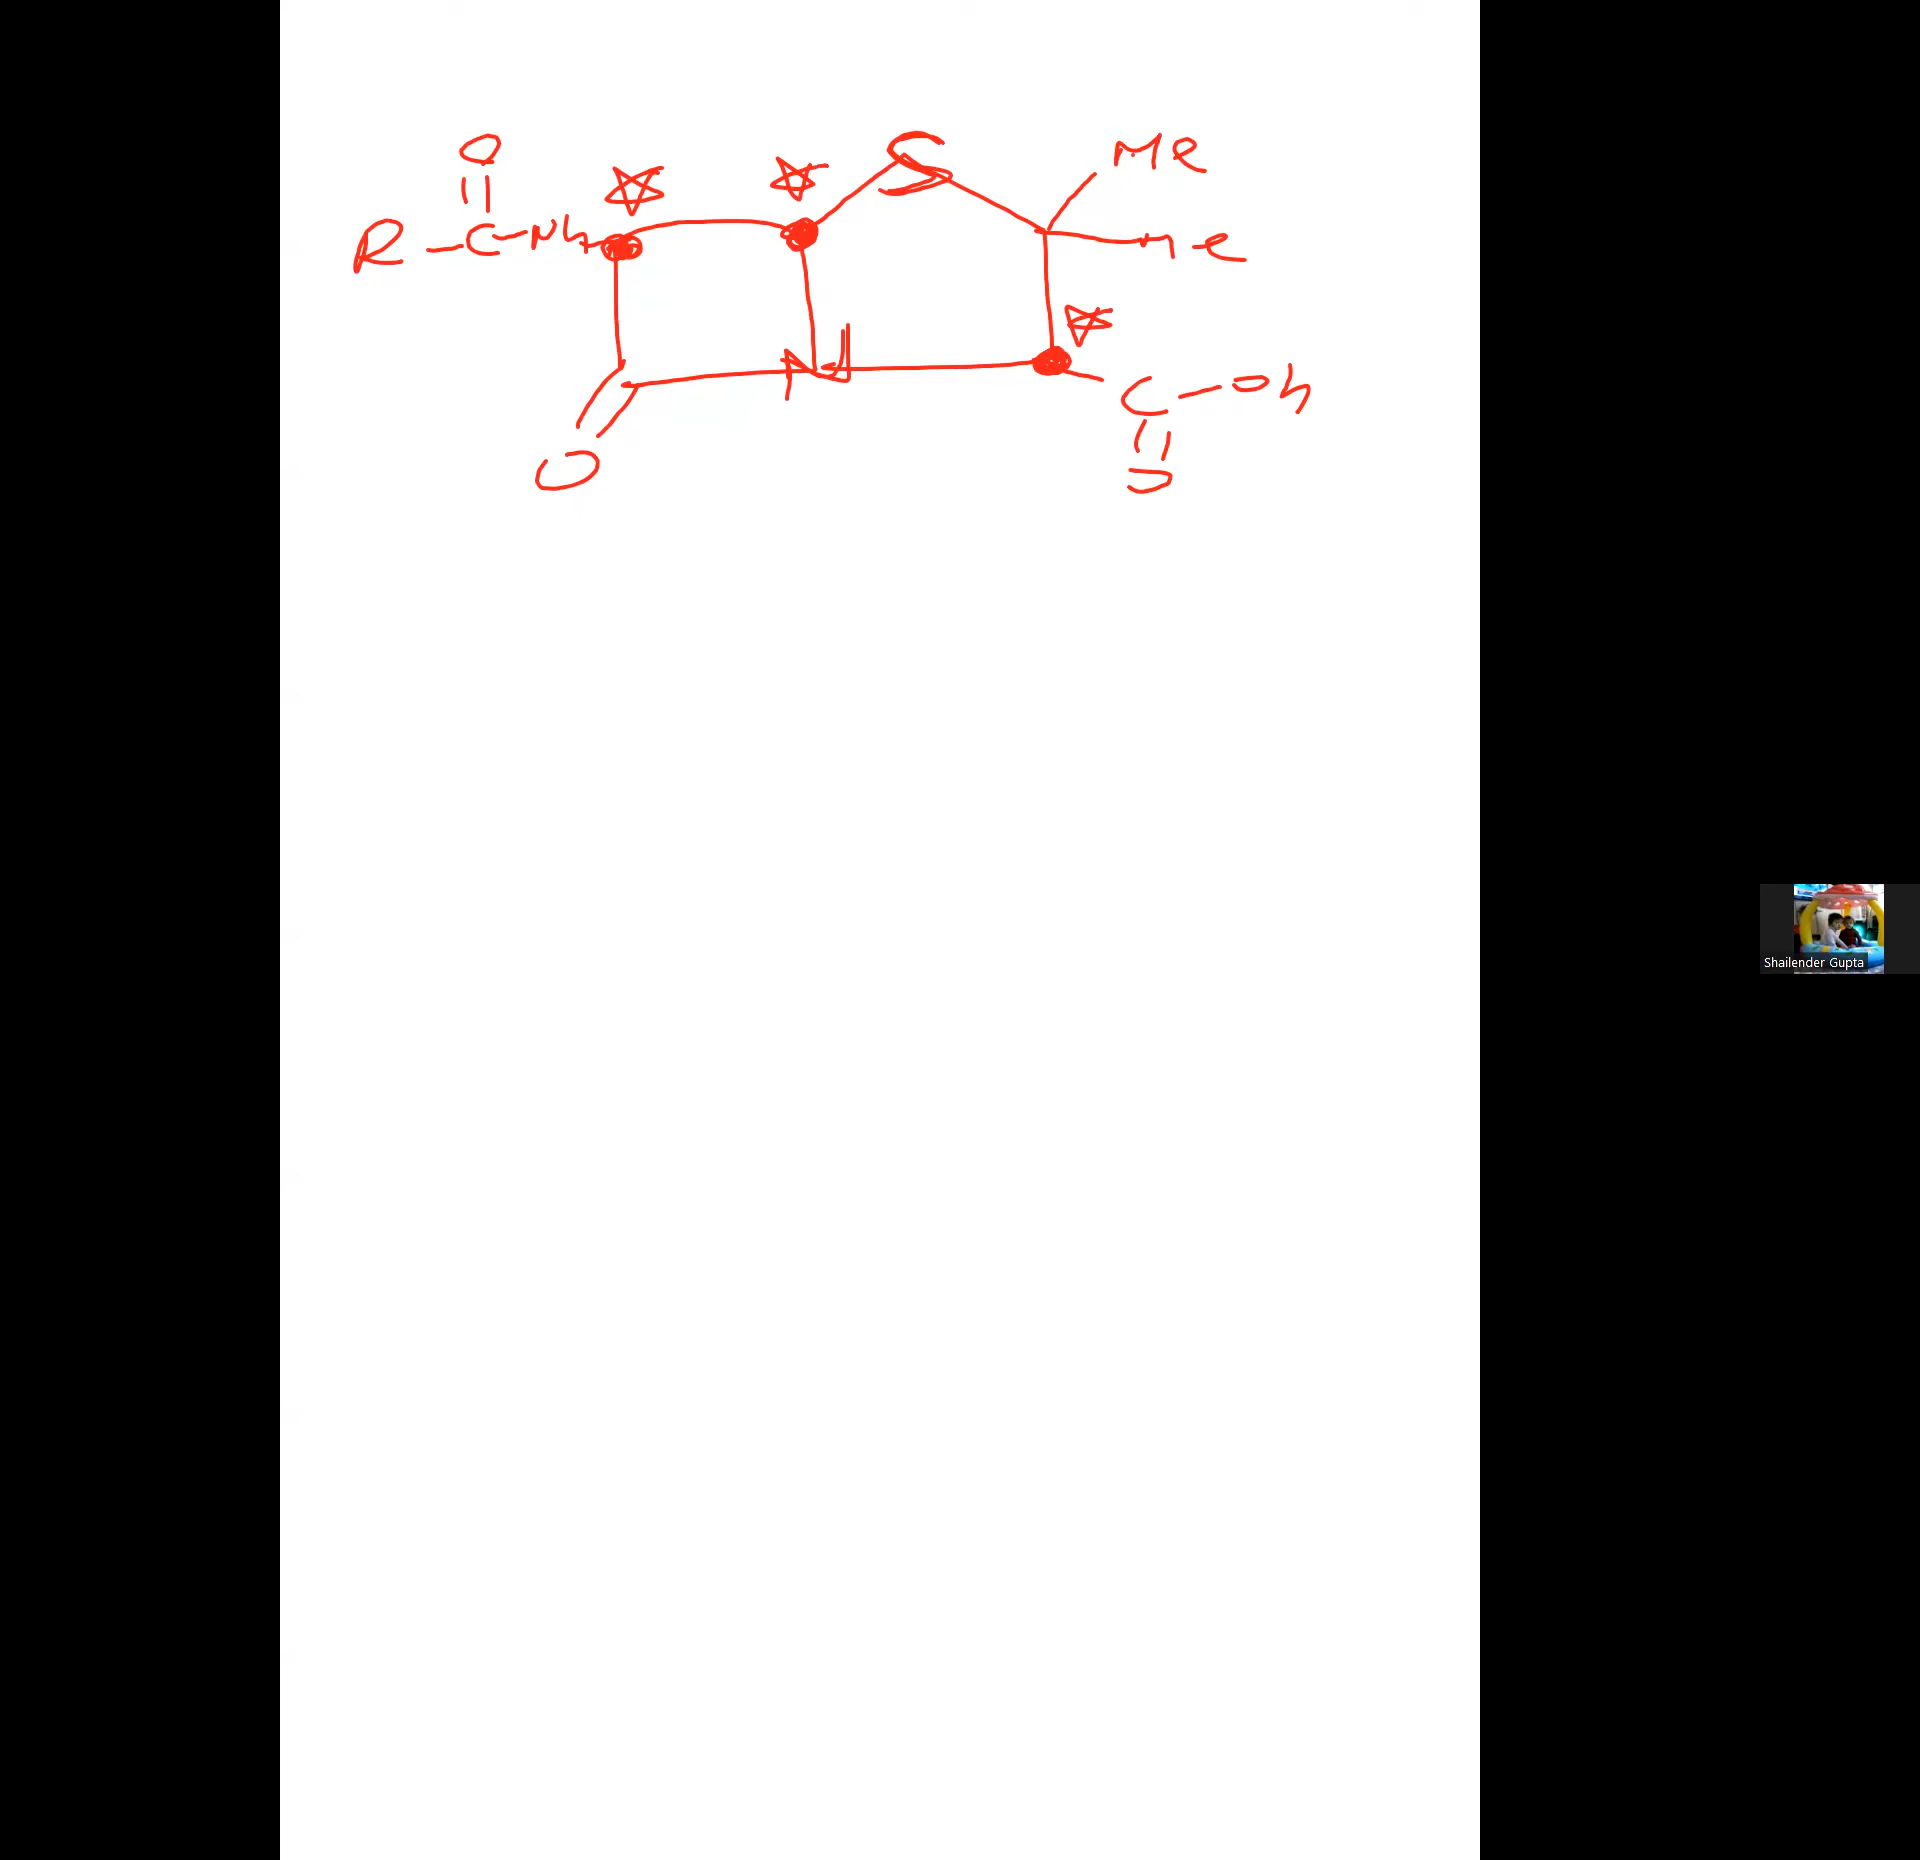 O
Me
R-C-Nh
S
Me
N
C-Oh
O
O
Shailender Gupta